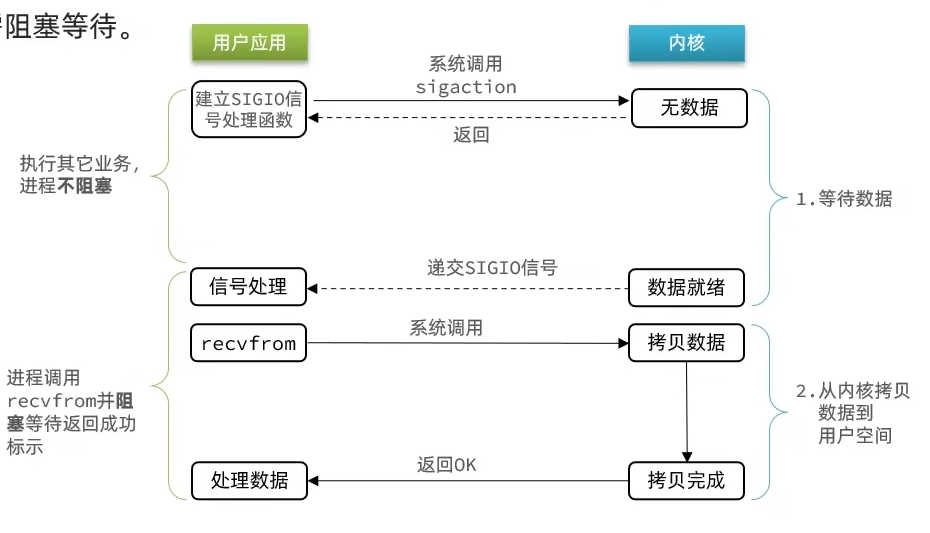 阻塞等待。
用户应用
内核
系统调用
sigaction
建立SIGIO信
号处理函数
无数据
返回
执行其它业务,
进程不阻塞
1.等待数据
递交SIGIO信号
信号处理
数据就绪
系统调用
recvfrom
拷贝数据
进程调用
recvfrom并阻
塞等待返回成功
标示
2.从内核拷贝
数据到
用户空间
返回OK
处理数据
拷贝完成